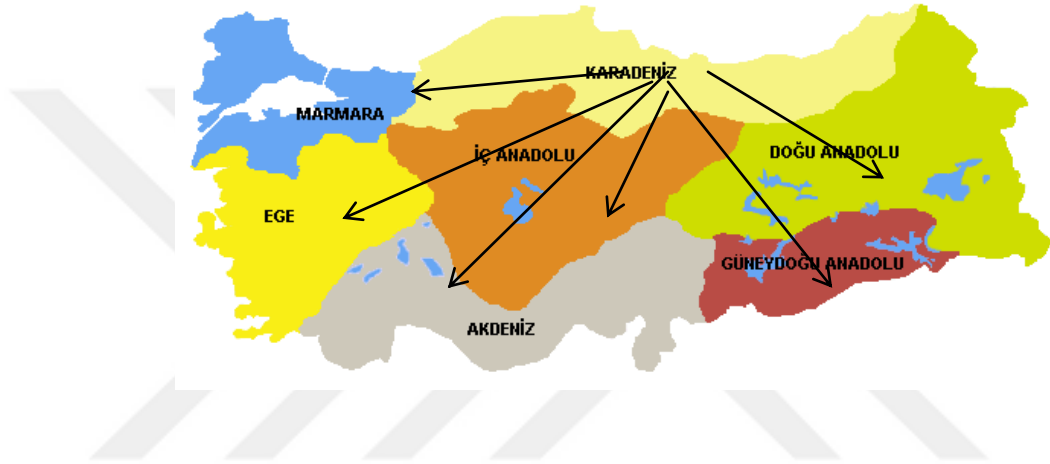 KARADENİZ
MARMARA
İÇ ANADOLU
DOĞU ANADOLU
EGE
GÜNEYDOĞU ANADOLU
AKDENİZ